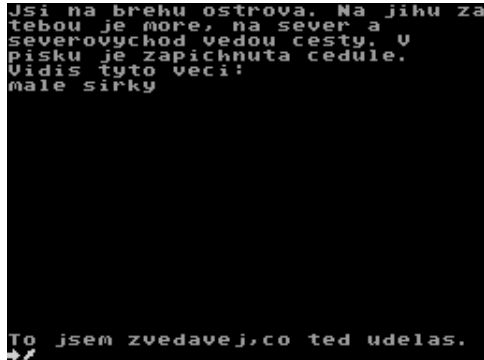 Jsi na brehu ostrova. Na jihu za
tebou je more, na sever a
severovychod vedou cesty. V
pisku je zapichnuta cedule.
Vidis tyto veci:
male sirky
To jsem zvedavej,co ted udelas.